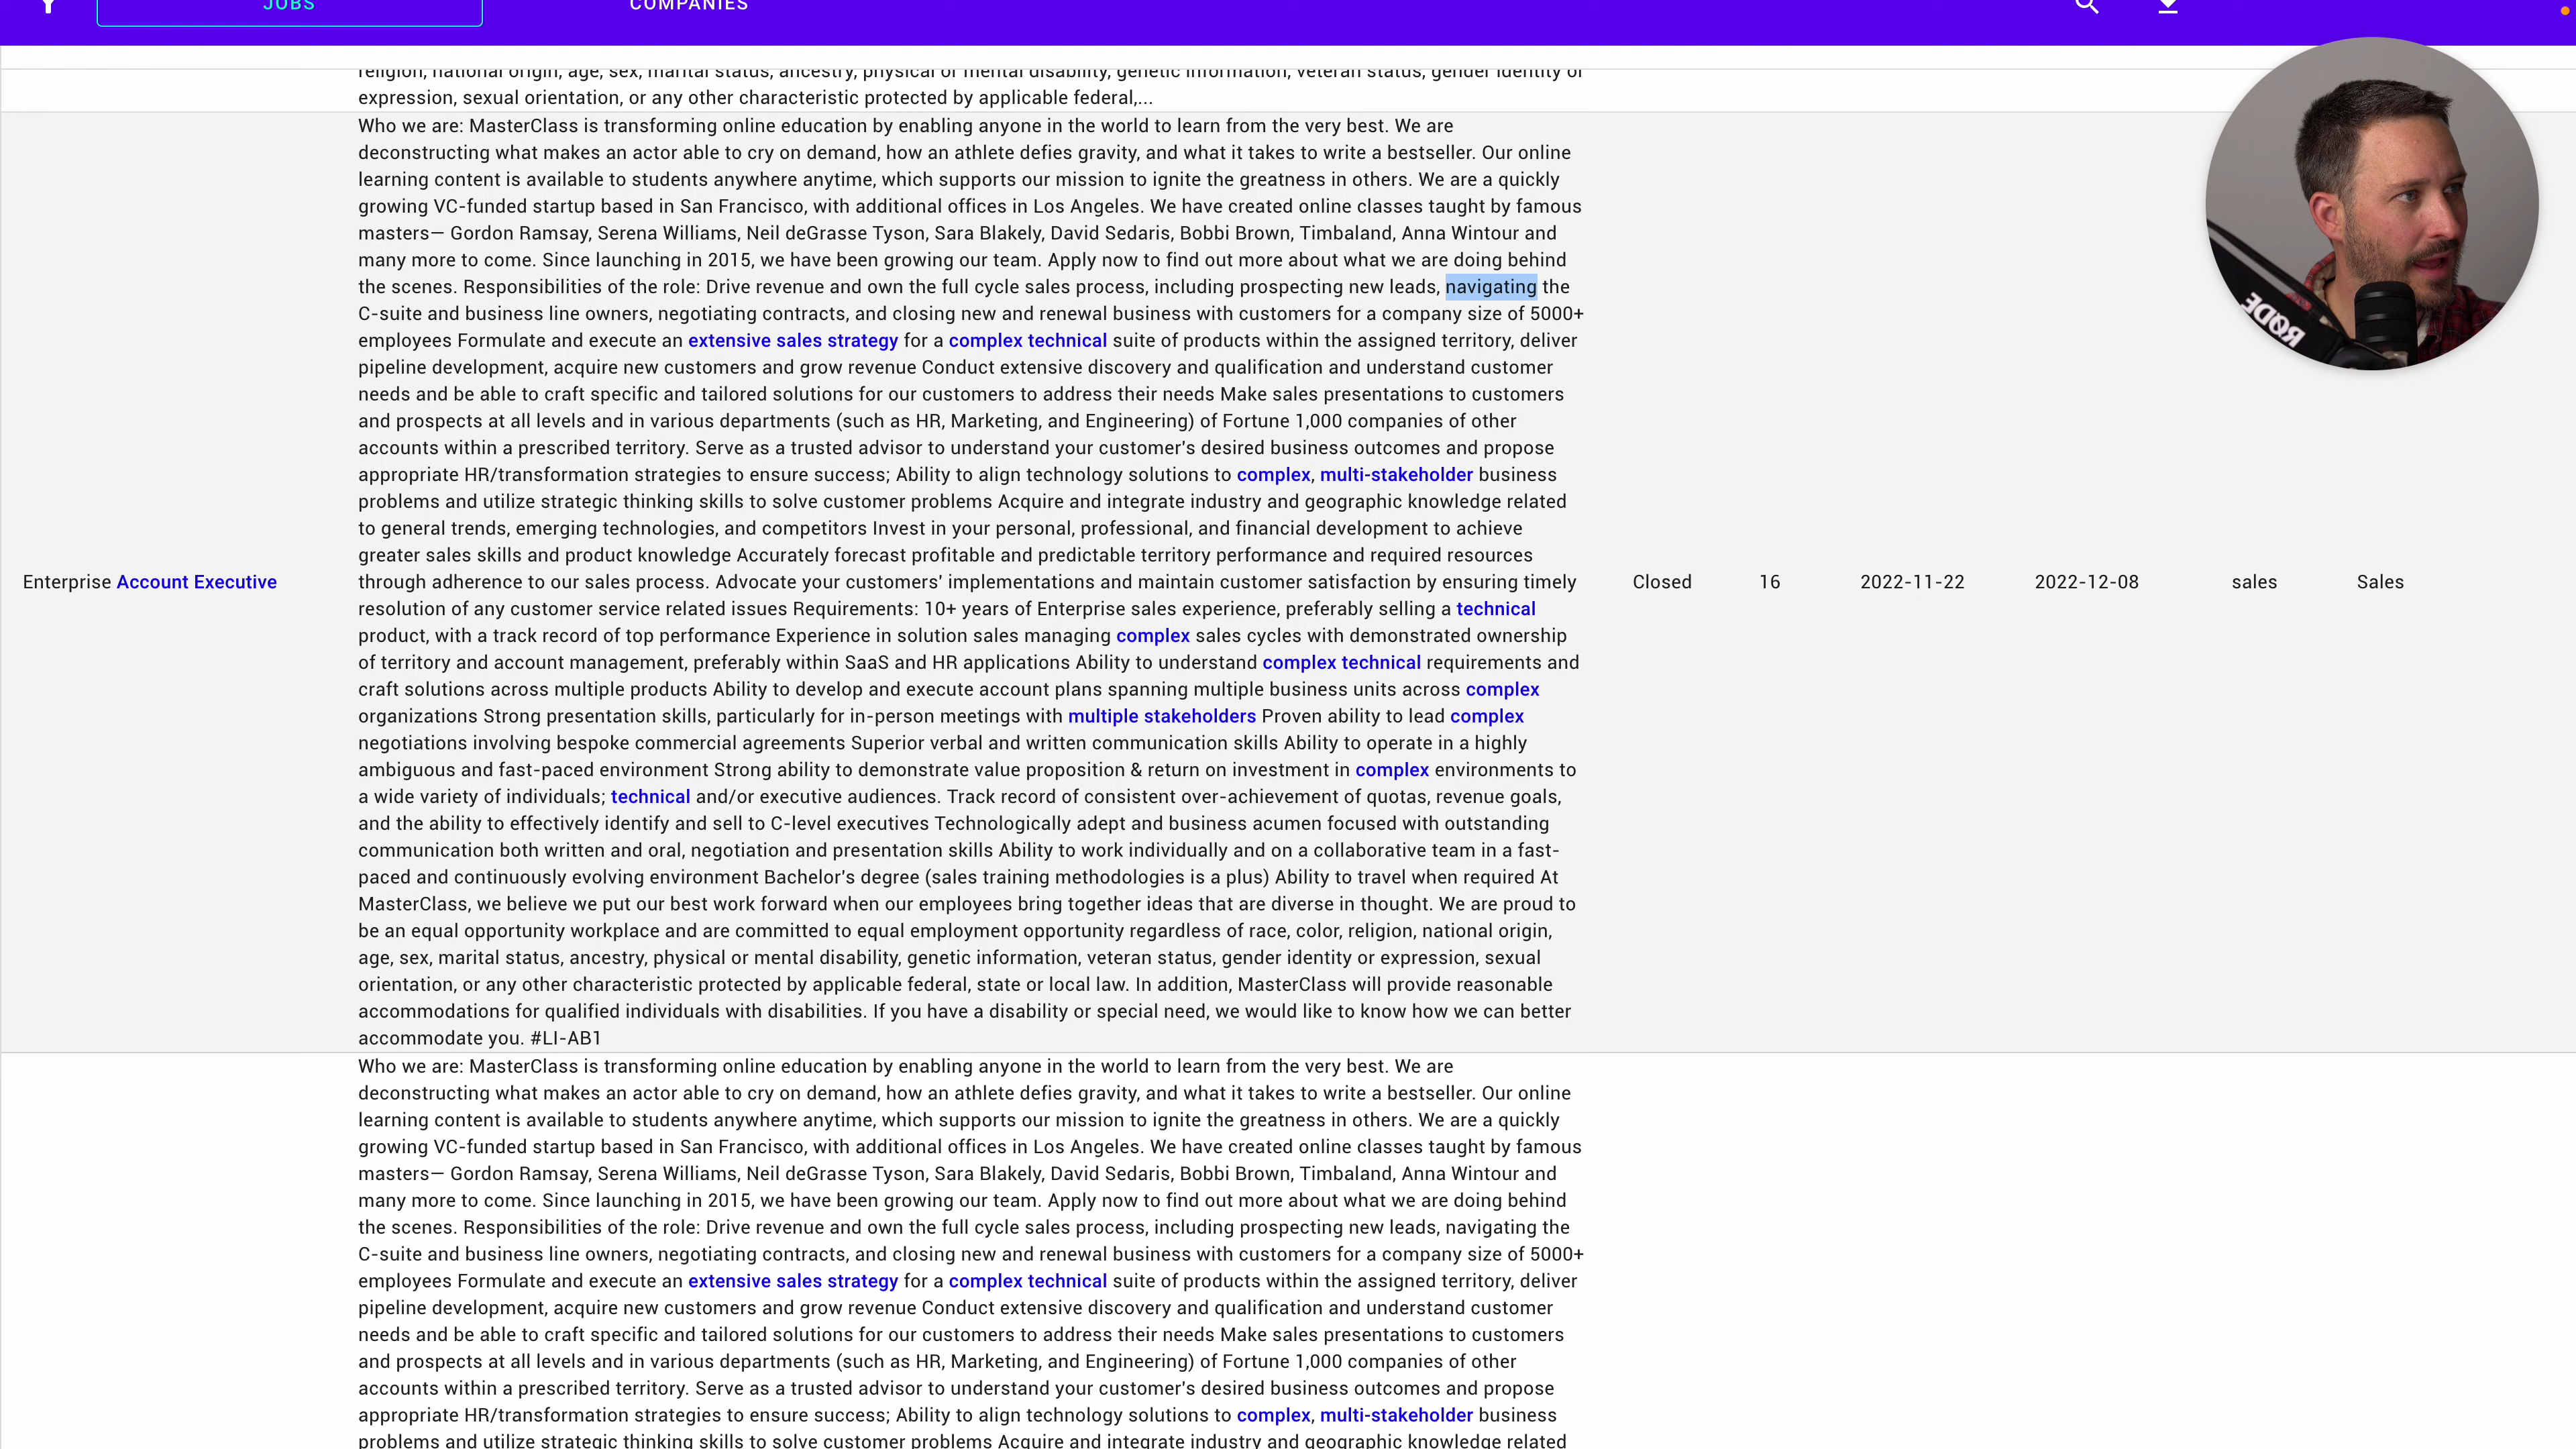 JOBS
COMPANIES
religion, national origin, age, sex, marital status, ancestry, physical or mental disability, genetic information, veteran status, gender identity or
expression, sexual orientation, or any other characteristic protected by applicable federal,...
Who we are: MasterClass is transforming online education by enabling anyone in the world to learn from the very best. We are
deconstructing what makes an actor able to cry on demand, how an athlete defies gravity, and what it takes to write a bestseller. Our online
learning content is available to students anywhere anytime, which supports our mission to ignite the greatness in others. We are a quickly
growing VC-funded startup based in San Francisco, with additional offices in Los Angeles. We have created online classes taught by famous
masters— Gordon Ramsay, Serena Williams, Neil deGrasse Tyson, Sara Blakely, David Sedaris, Bobbi Brown, Timbaland, Anna Wintour and
many more to come. Since launching in 2015, we have been growing our team. Apply now to find out more about what we are doing behind
the scenes. Responsibilities of the role: Drive revenue and own the full cycle sales process, including prospecting new leads, navigating the
C-suite and business line owners, negotiating contracts, and closing new and renewal business with customers for a company size of 5000+
employees Formulate and execute an extensive sales strategy for a complex technical suite of products within the assigned territory, deliver
pipeline development, acquire new customers and grow revenue Conduct extensive discovery and qualification and understand customer
needs and be able to craft specific and tailored solutions for our customers to address their needs Make sales presentations to customers
and prospects at all levels and in various departments (such as HR, Marketing, and Engineering) of Fortune 1,000 companies of other
accounts within a prescribed territory. Serve as a trusted advisor to understand your customer's desired business outcomes and propose
appropriate HR/transformation strategies to ensure success; Ability to align technology solutions to complex, multi-stakeholder business
problems and utilize strategic thinking skills to solve customer problems Acquire and integrate industry and geographic knowledge related
to general trends, emerging technologies, and competitors Invest in your personal, professional, and financial development to achieve
greater sales skills and product knowledge Accurately forecast profitable and predictable territory performance and required resources
Enterprise Account Executive
through adherence to our sales process. Advocate your customers' implementations and maintain customer satisfaction by ensuring timely
Closed 16 2022-11-22 2022-12-08 sales Sales
resolution of any customer service related issues Requirements: 10+ years of Enterprise sales experience, preferably selling a technical
product, with a track record of top performance Experience in solution sales managing complex sales cycles with demonstrated ownership
of territory and account management, preferably within SaaS and HR applications Ability to understand complex technical requirements and
craft solutions across multiple products Ability to develop and execute account plans spanning multiple business units across complex
organizations Strong presentation skills, particularly for in-person meetings with multiple stakeholders Proven ability to lead complex
negotiations involving bespoke commercial agreements Superior verbal and written communication skills Ability to operate in a highly
ambiguous and fast-paced environment Strong ability to demonstrate value proposition & return on investment in complex environments to
a wide variety of individuals; technical and/or executive audiences. Track record of consistent over-achievement of quotas, revenue goals,
and the ability to effectively identify and sell to C-level executives Technologically adept and business acumen focused with outstanding
communication both written and oral, negotiation and presentation skills Ability to work individually and on a collaborative team in a fast-
paced and continuously evolving environment Bachelor's degree (sales training methodologies is a plus) Ability to travel when required At
MasterClass, we believe we put our best work forward when our employees bring together ideas that are diverse in thought. We are proud to
be an equal opportunity workplace and are committed to equal employment opportunity regardless of race, color, religion, national origin,
age, sex, marital status, ancestry, physical or mental disability, genetic information, veteran status, gender identity or expression, sexual
orientation, or any other characteristic protected by applicable federal, state or local law. In addition, MasterClass will provide reasonable
accommodations for qualified individuals with disabilities. If you have a disability or special need, we would like to know how we can better
accommodate you. #LI-AB1
Who we are: MasterClass is transforming online education by enabling anyone in the world to learn from the very best. We are
deconstructing what makes an actor able to cry on demand, how an athlete defies gravity, and what it takes to write a bestseller. Our online
learning content is available to students anywhere anytime, which supports our mission to ignite the greatness in others. We are a quickly
growing VC-funded startup based in San Francisco, with additional offices in Los Angeles. We have created online classes taught by famous
masters— Gordon Ramsay, Serena Williams, Neil deGrasse Tyson, Sara Blakely, David Sedaris, Bobbi Brown, Timbaland, Anna Wintour and
many more to come. Since launching in 2015, we have been growing our team. Apply now to find out more about what we are doing behind
the scenes. Responsibilities of the role: Drive revenue and own the full cycle sales process, including prospecting new leads, navigating the
C-suite and business line owners, negotiating contracts, and closing new and renewal business with customers for a company size of 5000+
employees Formulate and execute an extensive sales strategy for a complex technical suite of products within the assigned territory, deliver
pipeline development, acquire new customers and grow revenue Conduct extensive discovery and qualification and understand customer
needs and be able to craft specific and tailored solutions for our customers to address their needs Make sales presentations to customers
and prospects at all levels and in various departments (such as HR, Marketing, and Engineering) of Fortune 1,000 companies of other
accounts within a prescribed territory. Serve as a trusted advisor to understand your customer's desired business outcomes and propose
appropriate HR/transformation strategies to ensure success; Ability to align technology solutions to complex, multi-stakeholder business
problems and utilize strategic thinking skills to solve customer problems Acquire and integrate industry and geographic knowledge related
RØDE